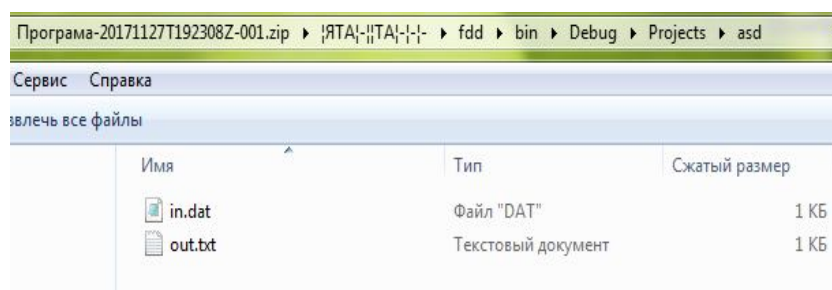 Програма-20171127T192308Z-001.zip ▸ ¦ЯТА¦-¦¦ТА¦-¦-¦- ▸ fdd ▸ bin ▸ Debug ▸ Projects ▸ asd
Сервис Справка
звлечь все файлы
Имя Тип Сжатый размер
in.dat Файл "DAT" 1 КБ
out.txt Текстовый документ 1 КБ